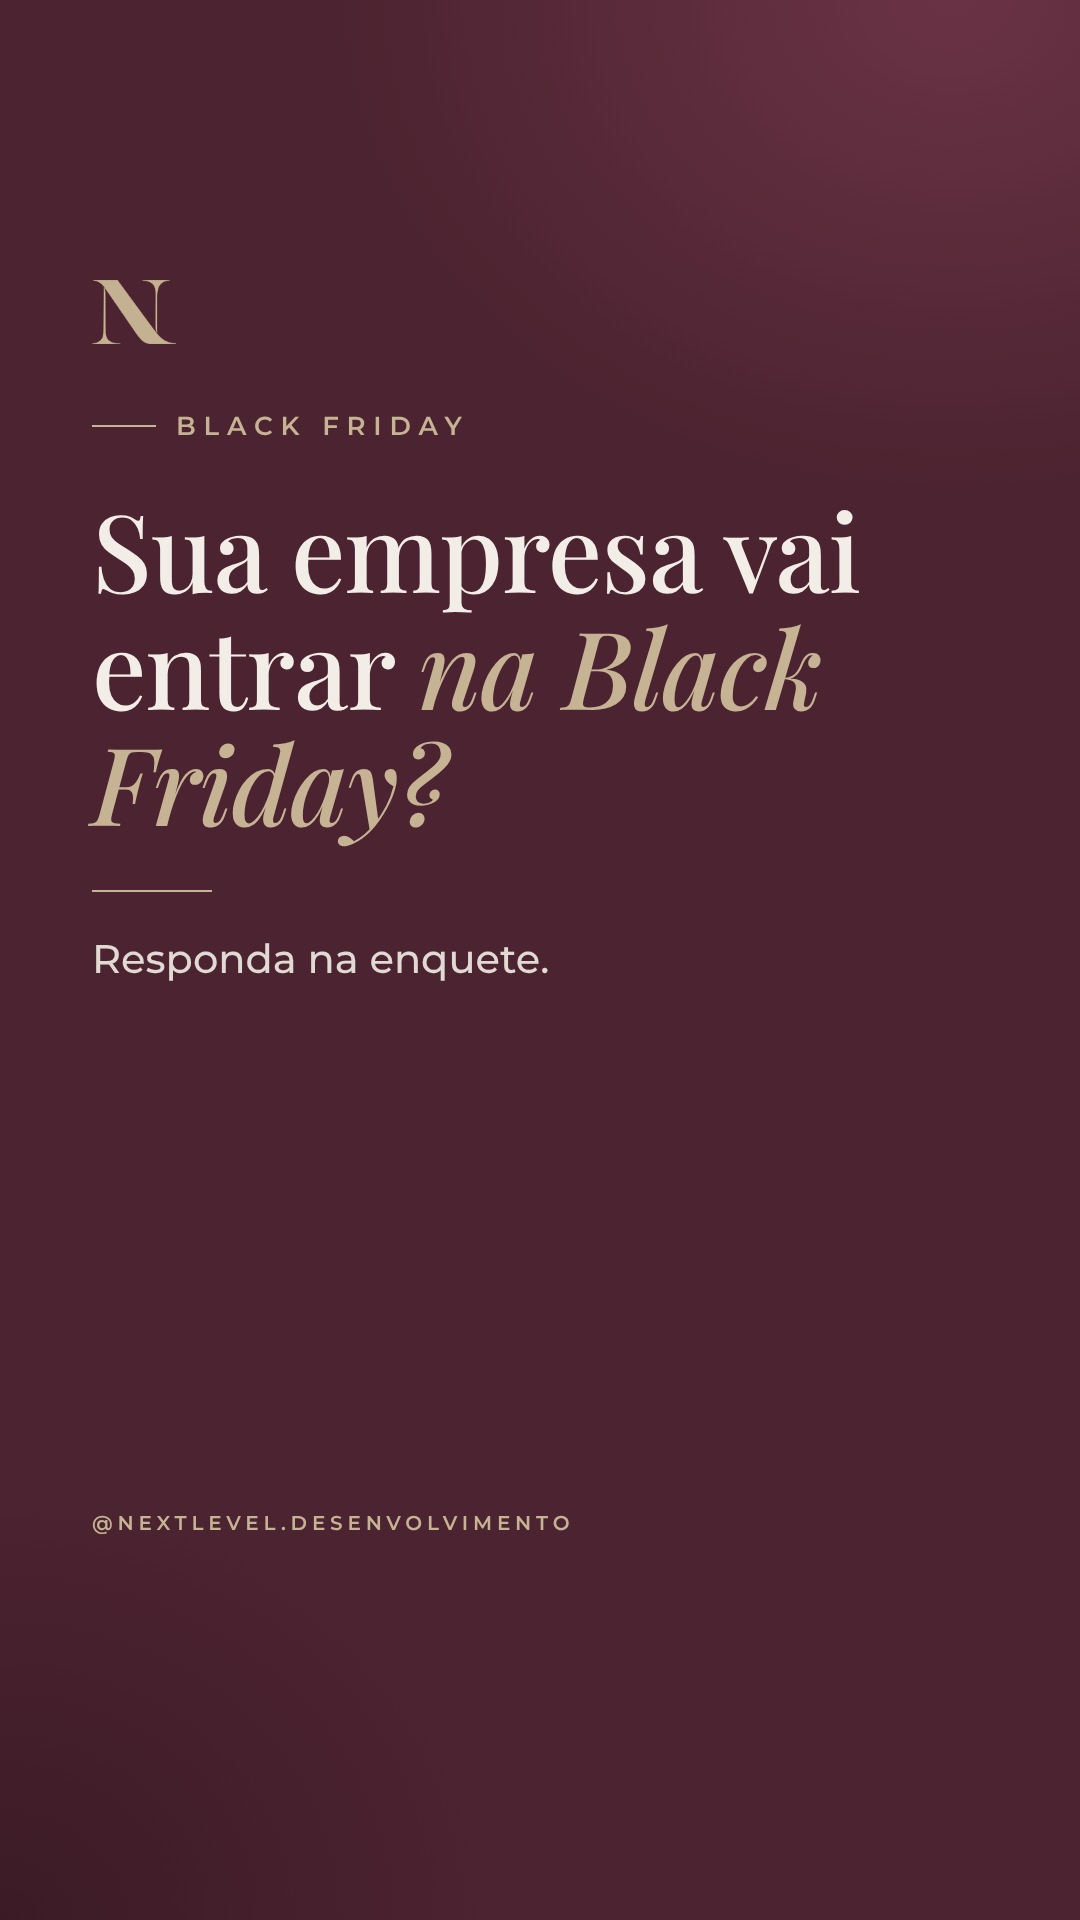 N
BLACK FRIDAY
Sua empresa vai
entrar na Black
Friday?
Responda na enquete.
@NEXTLEVEL.DESENVOLVIMENTO